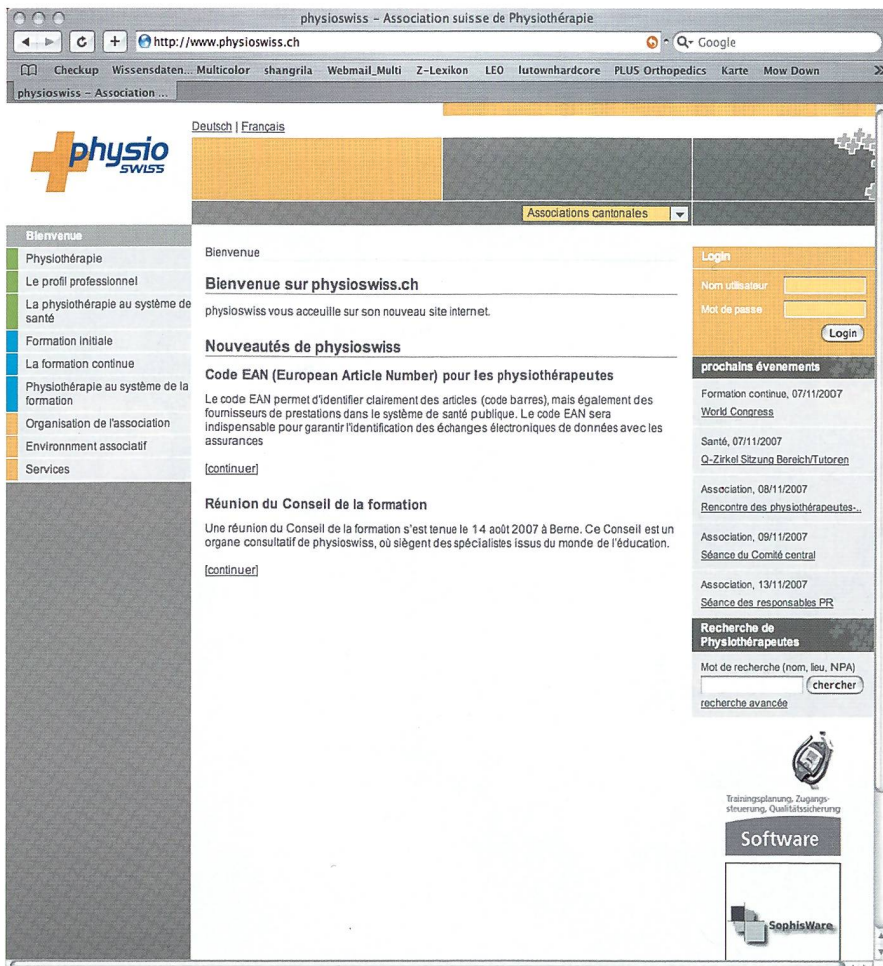 physioswiss – Association suisse de Physiothérapie
http://www.physioswiss.ch
Google
Checkup Wissensdaten... Multicolor shangrila Webmail_Multi Z-Lexikon LEO lutownhardcore PLUS Orthopedics Karte Mow Down
physioswiss – Association ...
physio
SWISS
Deutsch | Français
Associations cantonales
Bienvenue
Physiothérapie
Le profil professionnel
La physiothérapie au système de
santé
Formation initiale
La formation continue
Physiothérapie au système de la
formation
Organisation de l'association
Environnment associatif
Services
Bienvenue
Bienvenue sur physioswiss.ch
physioswiss vous acceuille sur son nouveau site internet.
Nouveautés de physioswiss
Code EAN (European Article Number) pour les physiothérapeutes
Le code EAN permet d'identifier clairement des articles (code barres), mais également des
fournisseurs de prestations dans le système de santé publique. Le code EAN sera
indispensable pour garantir l'identification des échanges électroniques de données avec les
assurances
[continuer]
Réunion du Conseil de la formation
Une réunion du Conseil de la formation s'est tenue le 14 août 2007 à Berne. Ce Conseil est un
organe consultatif de physioswiss, où siègent des spécialistes issus du monde de l'éducation.
[continuer]
Login
Nom utilisateur
Mot de passe
Login
prochains évenements
Formation continue, 07/11/2007
World Congress
Santé, 07/11/2007
Q-Zirkel Sitzung Bereich/Tutoren
Association, 08/11/2007
Rencontre des physiothérapeutes-..
Association, 09/11/2007
Séance du Comité central
Association, 13/11/2007
Séance des responsables PR
Recherche de
Physiothérapeutes
Mot de recherche (nom, lieu, NPA)
chercher
recherche avancée
Trainingsplanung, Zugangs-
steuerung, Qualitätssicherung
Software
SophisWare